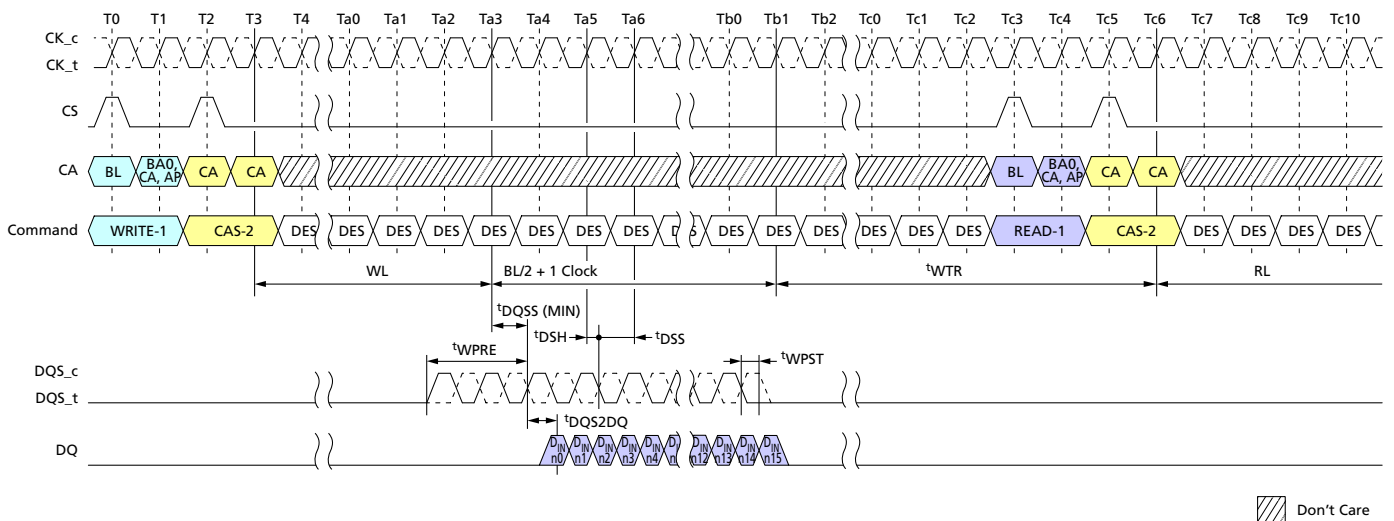 T0 T1 T2 T3 T4 Ta0 Ta1 Ta2 Ta3 Ta4 Ta5 Ta6 Tb0 Tb1 Tb2 Tc0 Tc1 Tc2 Tc3 Tc4 Tc5 Tc6 Tc7 Tc8 Tc9 Tc10
CK_c
CK_t
CS
CA BL BA0, CA, AP CA CA BL BA0, CA, AP CA CA
Command WRITE-1 CAS-2 DES DES DES DES DES DES DES DES DES DES DES DES DES DES DES READ-1 CAS-2 DES DES DES DES
WL BL/2 + 1 Clock tWTR RL
tDQSS (MIN)
tDSH tDSS
tWPRE tWPST
DQS_c
DQS_t
tDQS2DQ
DQ DIN n0 DIN n1 DIN n2 DIN n3 DIN n4 DIN n12 DIN n13 DIN n14 DIN n15
Don't Care